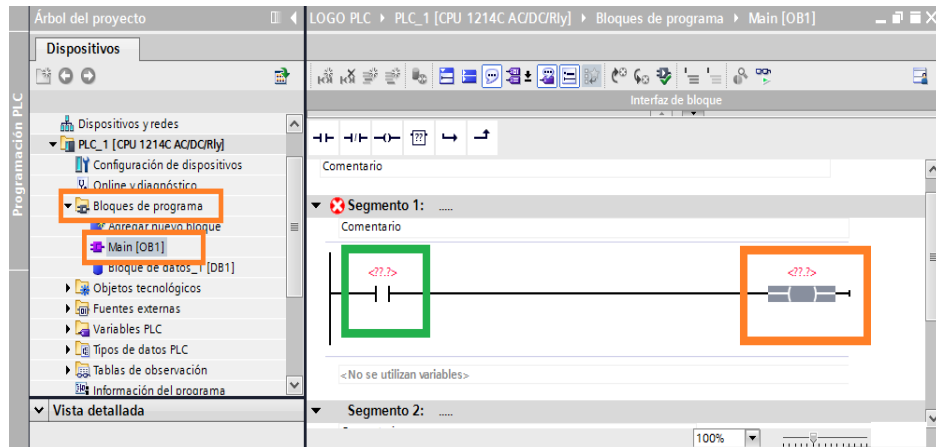 Árbol del proyecto
LOGO PLC ▸ PLC_1 [CPU 1214C AC/DC/Rly] ▸ Bloques de programa ▸ Main [OB1]
Dispositivos
Programación PLC
Interfaz de bloque
Dispositivos y redes
PLC_1 [CPU 1214C AC/DC/Rly]
Configuración de dispositivos
Online y diagnóstico
Bloques de programa
Agregar nuevo bloque
Main [OB1]
Bloque de datos_1 [DB1]
Objetos tecnológicos
Fuentes externas
Variables PLC
Tipos de datos PLC
Tablas de observación
Información del programa
Vista detallada
??
Comentario
Segmento 1: .....
Comentario
<??.?>
<??.?>
<No se utilizan variables>
Segmento 2: .....
100%